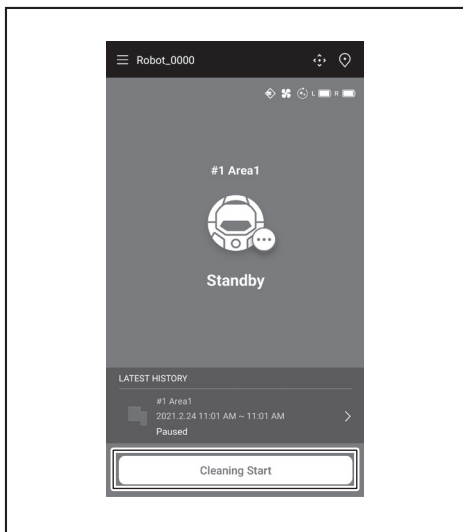 Robot_0000
L R
#1 Area1
Standby
LATEST HISTORY
#1 Area1
2021.2.24 11:01 AM ~ 11:01 AM
Paused
Cleaning Start